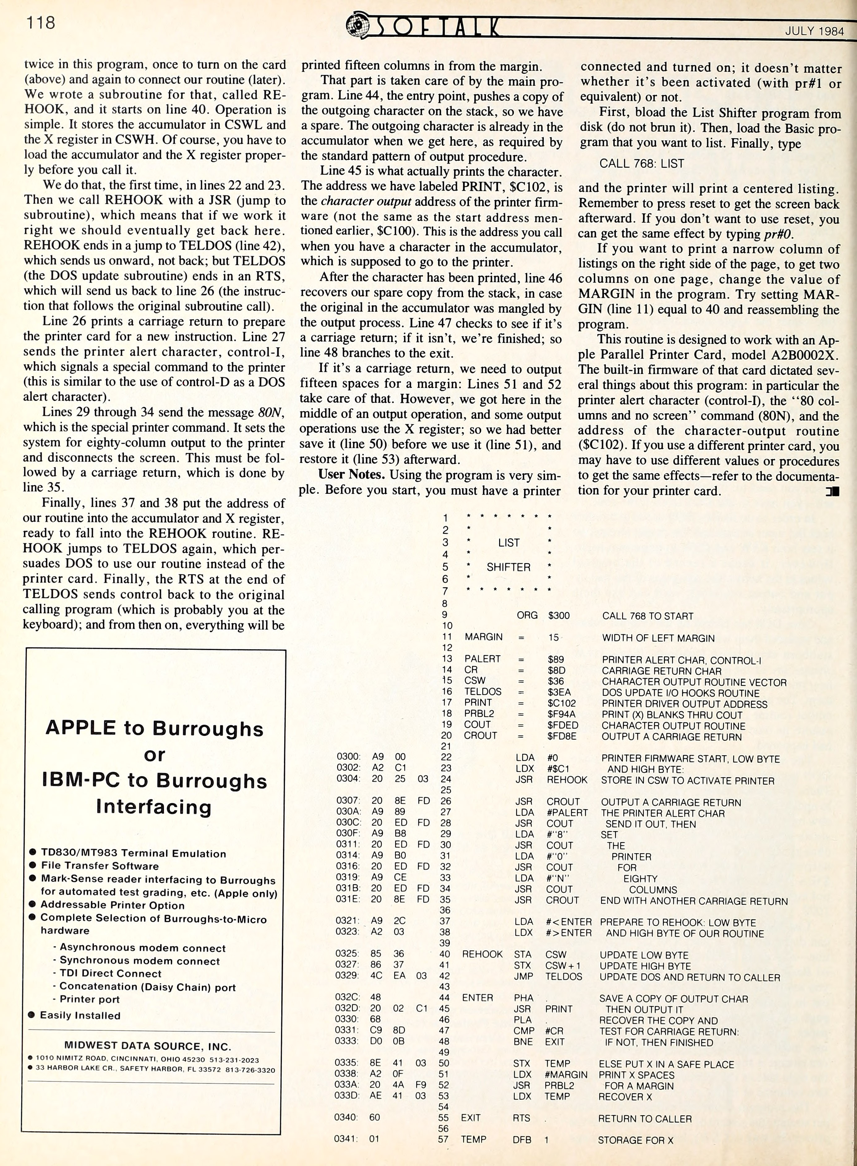 118
SOFTALK
JULY 1984
twice in this program, once to turn on the card
(above) and again to connect our routine (later).
We wrote a subroutine for that, called RE-
HOOK, and it starts on line 40. Operation is
simple. It stores the accumulator in CSWL and
the X register in CSWH. Of course, you have to
load the accumulator and the X register proper-
ly before you call it.
We do that, the first time, in lines 22 and 23.
Then we call REHOOK with a JSR (jump to
subroutine), which means that if we work it
right we should eventually get back here.
REHOOK ends in a jump to TELDOS (line 42),
which sends us onward, not back; but TELDOS
(the DOS update subroutine) ends in an RTS,
which will send us back to line 26 (the instruc-
tion that follows the original subroutine call).
Line 26 prints a carriage return to prepare
the printer card for a new instruction. Line 27
sends the printer alert character, control-I,
which signals a special command to the printer
(this is similar to the use of control-D as a DOS
alert character).
Lines 29 through 34 send the message 80N,
which is the special printer command. It sets the
system for eighty-column output to the printer
and disconnects the screen. This must be fol-
lowed by a carriage return, which is done by
line 35.
Finally, lines 37 and 38 put the address of
our routine into the accumulator and X register,
ready to fall into the REHOOK routine. RE-
HOOK jumps to TELDOS again, which per-
suades DOS to use our routine instead of the
printer card. Finally, the RTS at the end of
TELDOS sends control back to the original
calling program (which is probably you at the
keyboard); and from then on, everything will be
printed fifteen columns in from the margin.
That part is taken care of by the main pro-
gram. Line 44, the entry point, pushes a copy of
the outgoing character on the stack, so we have
a spare. The outgoing character is already in the
accumulator when we get here, as required by
the standard pattern of output procedure.
Line 45 is what actually prints the character.
The address we have labeled PRINT, $C102, is
the character output address of the printer firm-
ware (not the same as the start address men-
tioned earlier, $C100). This is the address you call
when you have a character in the accumulator,
which is supposed to go to the printer.
After the character has been printed, line 46
recovers our spare copy from the stack, in case
the original in the accumulator was mangled by
the output process. Line 47 checks to see if it's
a carriage return; if it isn't, we're finished; so
line 48 branches to the exit.
If it's a carriage return, we need to output
fifteen spaces for a margin: Lines 51 and 52
take care of that. However, we got here in the
middle of an output operation, and some output
operations use the X register; so we had better
save it (line 50) before we use it (line 51), and
restore it (line 53) afterward.
User Notes. Using the program is very sim-
ple. Before you start, you must have a printer
connected and turned on; it doesn't matter
whether it's been activated (with pr#1 or
equivalent) or not.
First, bload the List Shifter program from
disk (do not brun it). Then, load the Basic pro-
gram that you want to list. Finally, type
CALL 768: LIST
and the printer will print a centered listing.
Remember to press reset to get the screen back
afterward. If you don't want to use reset, you
can get the same effect by typing pr#0.
If you want to print a narrow column of
listings on the right side of the page, to get two
columns on one page, change the value of
MARGIN in the program. Try setting MAR-
GIN (line 11) equal to 40 and reassembling the
program.
This routine is designed to work with an Ap-
ple Parallel Printer Card, model A2B0002X.
The built-in firmware of that card dictated sev-
eral things about this program: in particular the
printer alert character (control-I), the "80 col-
umns and no screen" command (80N), and the
address of the character-output routine
($C102). If you use a different printer card, you
may have to use different values or procedures
to get the same effects—refer to the documenta-
tion for your printer card.
1 * * * * * * *
2 * *
3 * LIST *
4 * *
5 * SHIFTER *
6 * *
7 * * * * * * *
8
9 ORG $300 CALL 768 TO START
10
11 MARGIN = 15 WIDTH OF LEFT MARGIN
12
13 PALERT = $89 PRINTER ALERT CHAR, CONTROL-I
14 CR = $8D CARRIAGE RETURN CHAR
15 CSW = $36 CHARACTER OUTPUT ROUTINE VECTOR
16 TELDOS = $3EA DOS UPDATE I/O HOOKS ROUTINE
17 PRINT = $C102 PRINTER DRIVER OUTPUT ADDRESS
18 PRBL2 = $F94A PRINT (X) BLANKS THRU COUT
19 COUT = $FDED CHARACTER OUTPUT ROUTINE
20 CROUT = $FD8E OUTPUT A CARRIAGE RETURN
21
0300: A9 00 22 LDA #0 PRINTER FIRMWARE START, LOW BYTE
0302: A2 C1 23 LDX #$C1 AND HIGH BYTE:
0304: 20 25 03 24 JSR REHOOK STORE IN CSW TO ACTIVATE PRINTER
25
0307: 20 8E FD 26 JSR CROUT OUTPUT A CARRIAGE RETURN
030A: A9 89 27 LDA #PALERT THE PRINTER ALERT CHAR
030C: 20 ED FD 28 JSR COUT SEND IT OUT, THEN
030F: A9 B8 29 LDA #"8" SET
0311: 20 ED FD 30 JSR COUT THE
0314: A9 B0 31 LDA #"0" PRINTER
0316: 20 ED FD 32 JSR COUT FOR
0319: A9 CE 33 LDA #"N" EIGHTY
031B: 20 ED FD 34 JSR COUT COLUMNS
031E: 20 8E FD 35 JSR CROUT END WITH ANOTHER CARRIAGE RETURN
36
0321: A9 2C 37 LDA #<ENTER PREPARE TO REHOOK: LOW BYTE
0323: A2 03 38 LDX #>ENTER AND HIGH BYTE OF OUR ROUTINE
39
0325: 85 36 40 REHOOK STA CSW UPDATE LOW BYTE
0327: 86 37 41 STX CSW+1 UPDATE HIGH BYTE
0329: 4C EA 03 42 JMP TELDOS UPDATE DOS AND RETURN TO CALLER
43
032C: 48 44 ENTER PHA SAVE A COPY OF OUTPUT CHAR
032D: 20 02 C1 45 JSR PRINT THEN OUTPUT IT
0330: 68 46 PLA RECOVER THE COPY AND
0331: C9 8D 47 CMP #CR TEST FOR CARRIAGE RETURN:
0333: D0 0B 48 BNE EXIT IF NOT, THEN FINISHED
49
0335: 8E 41 03 50 STX TEMP ELSE PUT X IN A SAFE PLACE
0338: A2 0F 51 LDX #MARGIN PRINT X SPACES
033A: 20 4A F9 52 JSR PRBL2 FOR A MARGIN
033D: AE 41 03 53 LDX TEMP RECOVER X
54
0340: 60 55 EXIT RTS RETURN TO CALLER
56
0341: 01 57 TEMP DFB 1 STORAGE FOR X
APPLE to Burroughs
or
IBM-PC to Burroughs
Interfacing
● TD830/MT983 Terminal Emulation
● File Transfer Software
● Mark-Sense reader interfacing to Burroughs
for automated test grading, etc. (Apple only)
● Addressable Printer Option
● Complete Selection of Burroughs-to-Micro
hardware
- Asynchronous modem connect
- Synchronous modem connect
- TDI Direct Connect
- Concatenation (Daisy Chain) port
- Printer port
● Easily Installed
MIDWEST DATA SOURCE, INC.
● 1010 NIMITZ ROAD, CINCINNATI, OHIO 45230 513-231-2023
● 33 HARBOR LAKE CR., SAFETY HARBOR, FL 33572 813-726-3320